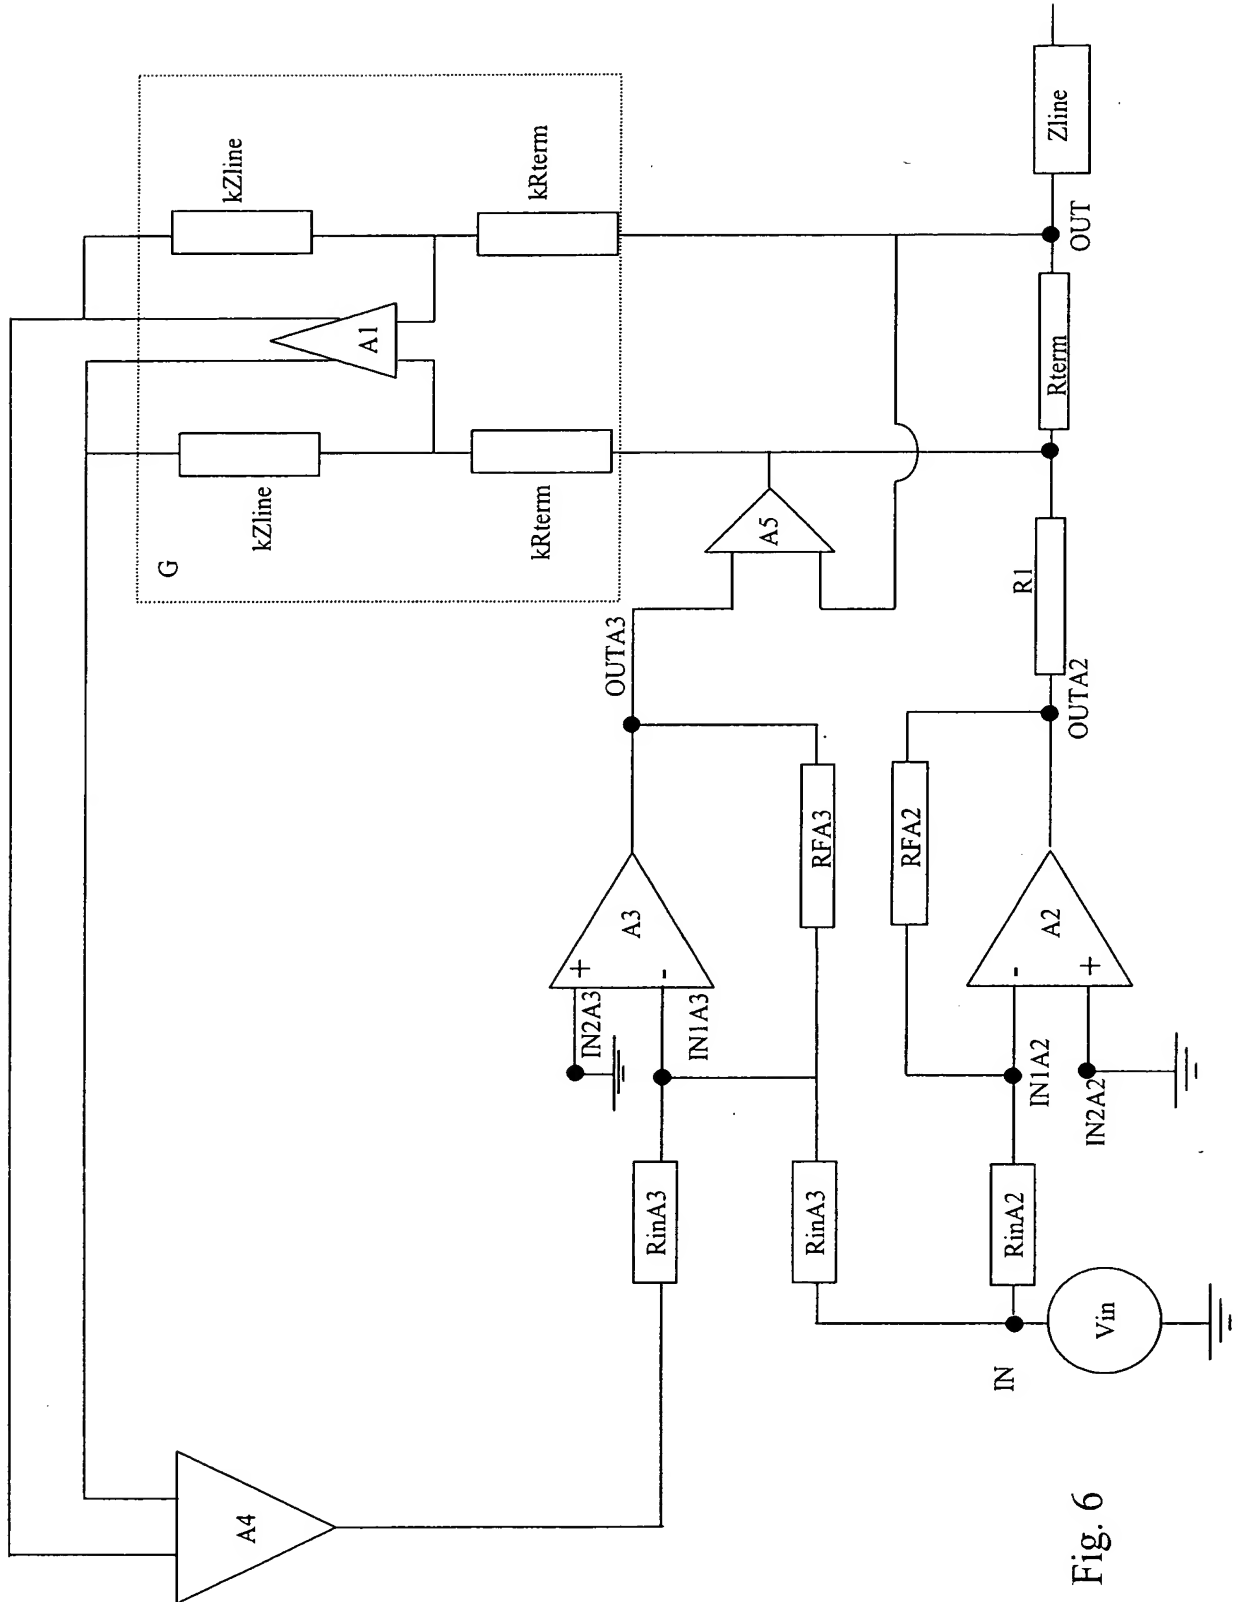 kZline
kRterm
A1
kZline
kRterm
G
Zline
OUT
Rterm
A5
R1
OUTA3
OUTA2
A3
+
-
IN2A3
IN1A3
RFA3
RFA2
A2
-
+
IN1A2
IN2A2
RinA3
RinA3
RinA2
Vin
IN
A4
Fig. 6